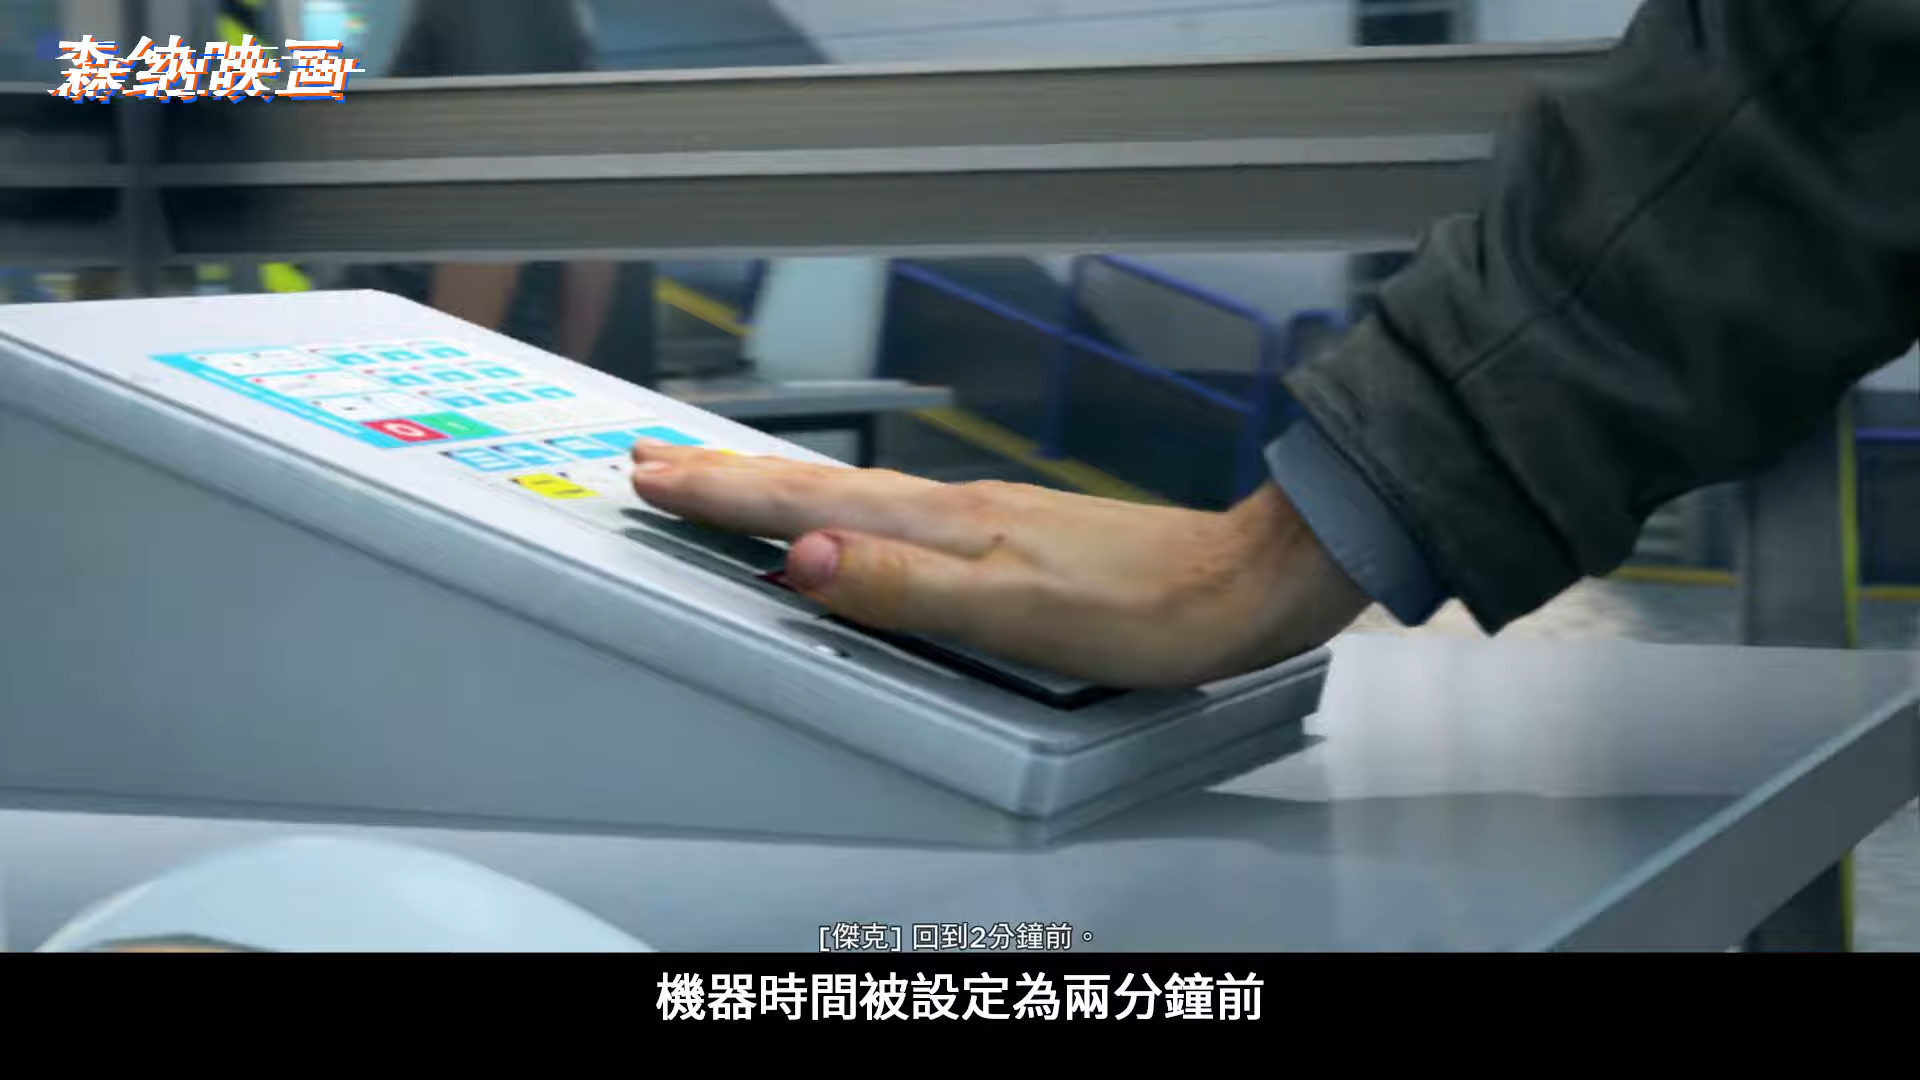 森纳映画
[傑克] 回到2分鐘前。
機器時間被設定為兩分鐘前